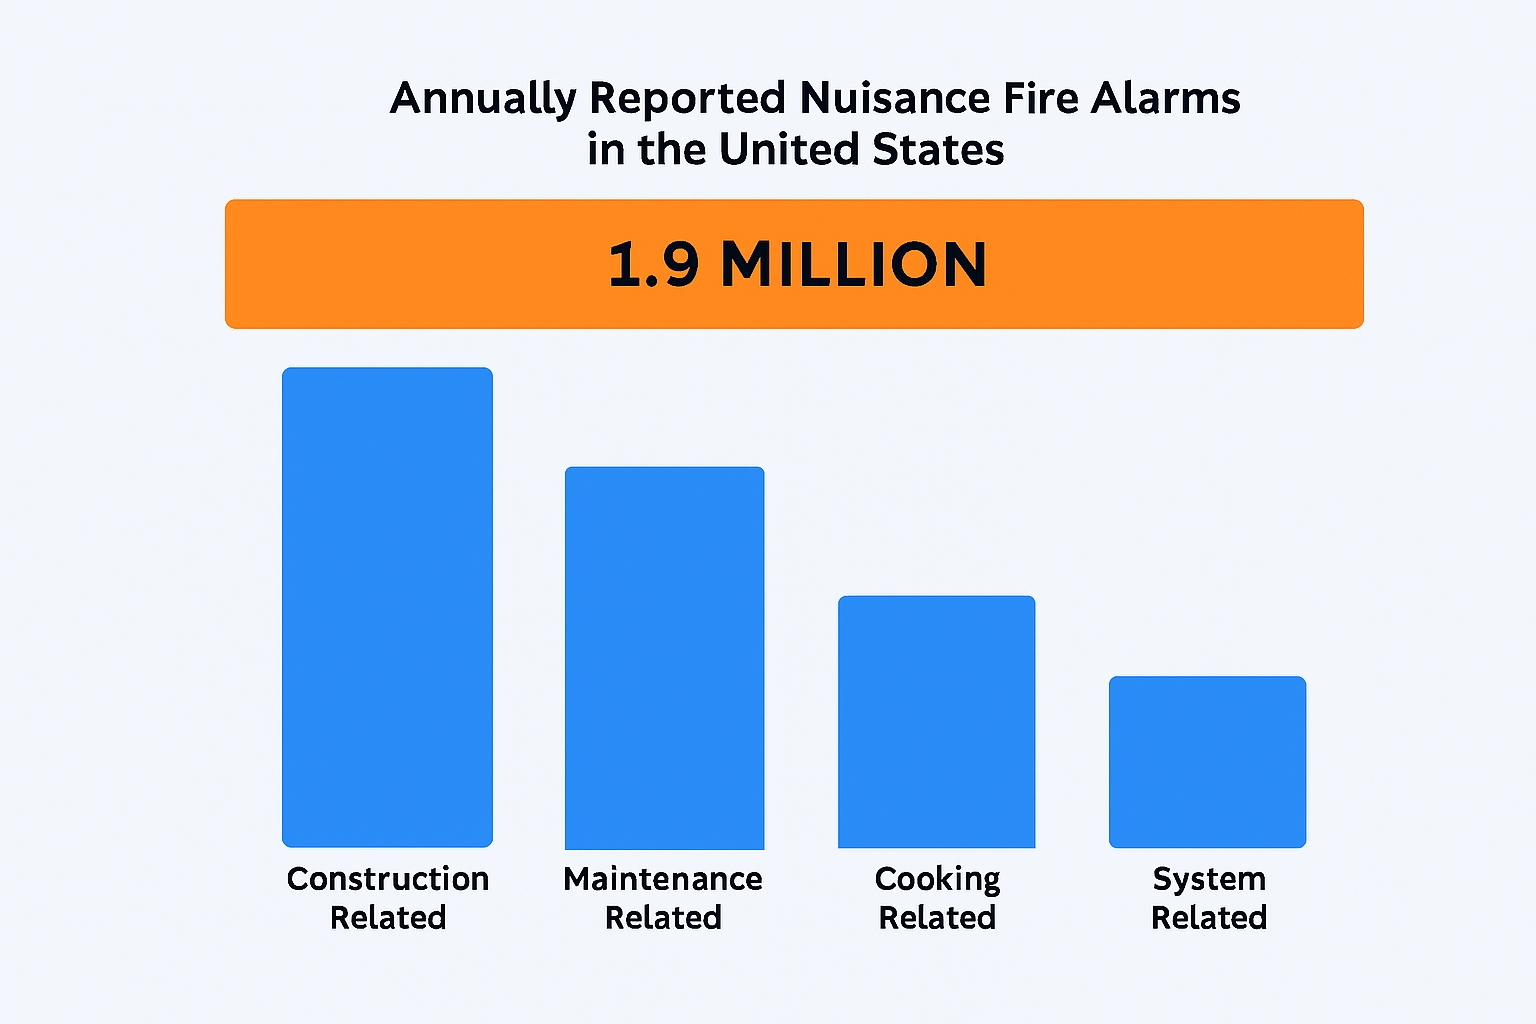 Annually Reported Nuisance Fire Alarms
in the United States
1.9 MILLION
Construction
Related
Maintenance
Related
Cooking
Related
System
Related